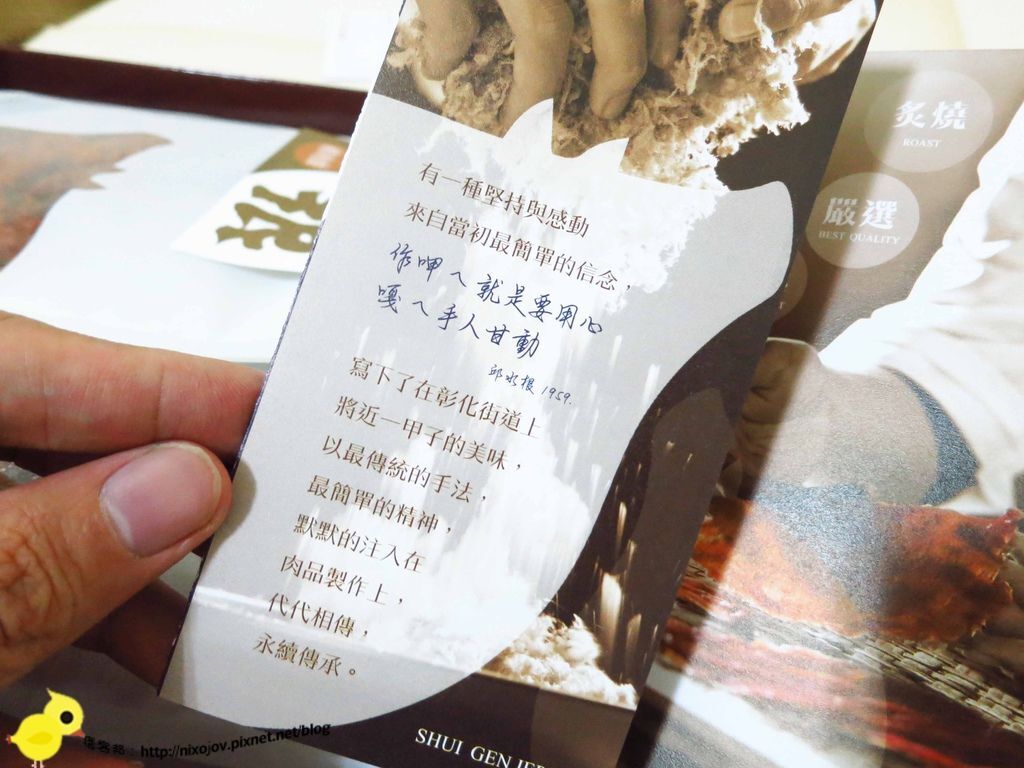 炙燒
ROAST
嚴選
BEST QUALITY
有一種堅持與感動
來自當初最簡單的信念，
作呷ㄟ就是要用心
嘎ㄟ手人甘動
邱水根 1959.
寫下了在彰化街道上
將近一甲子的美味，
以最傳統的手法，
最簡單的精神，
默默的注入在
肉品製作上，
代代相傳，
永續傳承。
SHUI GEN
痞客邦：http://nixojov.pixnet.net/blog